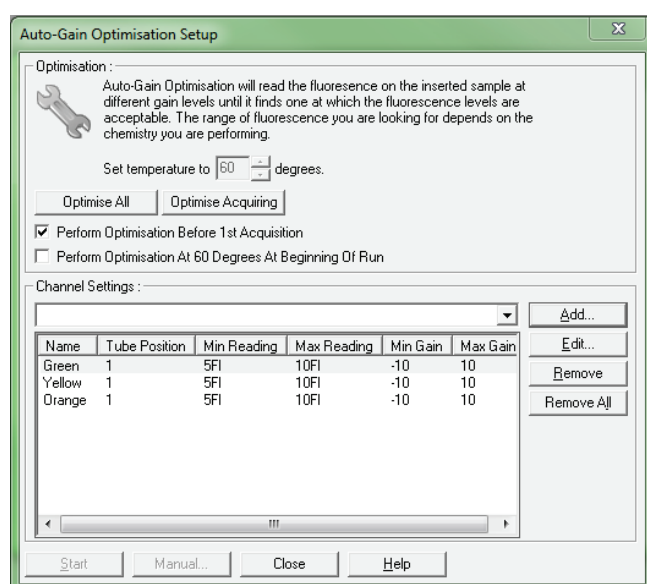 Auto-Gain Optimisation Setup
Optimisation :
Auto-Gain Optimisation will read the fluoresence on the inserted sample at
different gain levels until it finds one at which the fluorescence levels are
acceptable. The range of fluorescence you are looking for depends on the
chemistry you are performing.
Set temperature to 60 degrees.
Optimise All Optimise Acquiring
Perform Optimisation Before 1st Acquisition
Perform Optimisation At 60 Degrees At Beginning Of Run
Channel Settings :
Add...
Name Tube Position Min Reading Max Reading Min Gain Max Gain
Edit...
Green 1 5Fl 10Fl -10 10
Yellow 1 5Fl 10Fl -10 10
Remove
Orange 1 5Fl 10Fl -10 10
Remove All
Start Manual... Close Help